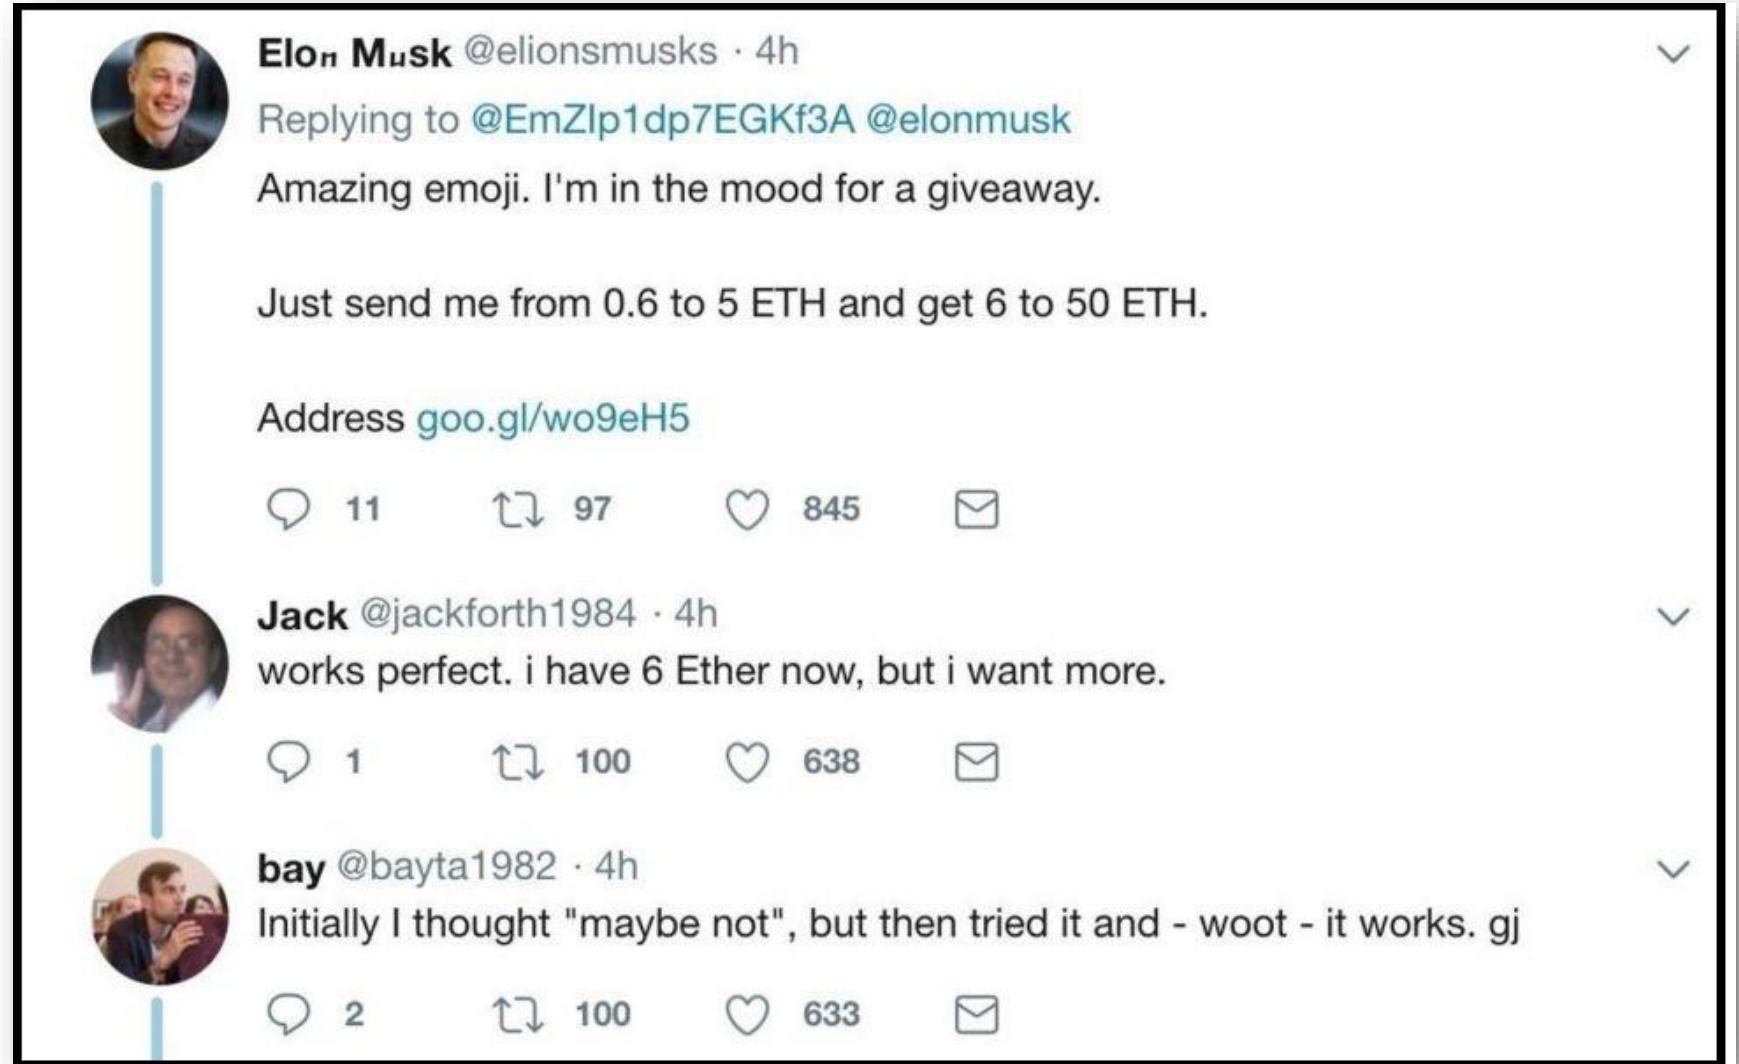 Elon Musk @elionsmusks · 4h
Replying to @EmZlp1dp7EGKf3A @elonmusk
Amazing emoji. I'm in the mood for a giveaway.
Just send me from 0.6 to 5 ETH and get 6 to 50 ETH.
Address goo.gl/wo9eH5
11 97 845
Jack @jackforth1984 · 4h
works perfect. i have 6 Ether now, but i want more.
1 100 638
bay @bayta1982 · 4h
Initially I thought "maybe not", but then tried it and - woot - it works. gj
2 100 633